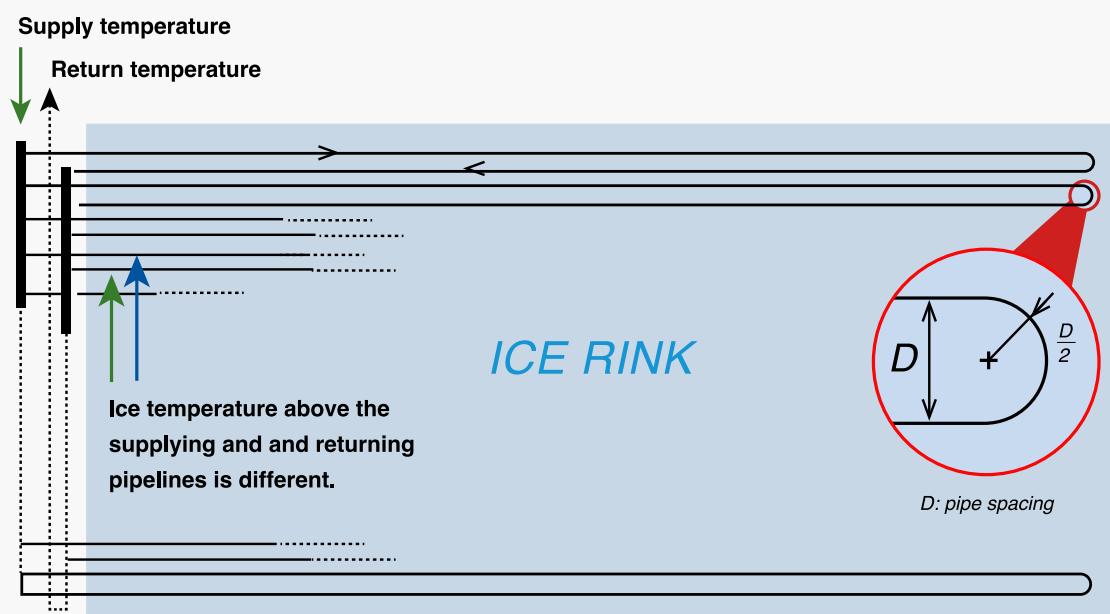 Supply temperature
Return temperature
ICE RINK
D
D
2
Ice temperature above the
supplying and and returning
pipelines is different.
D: pipe spacing